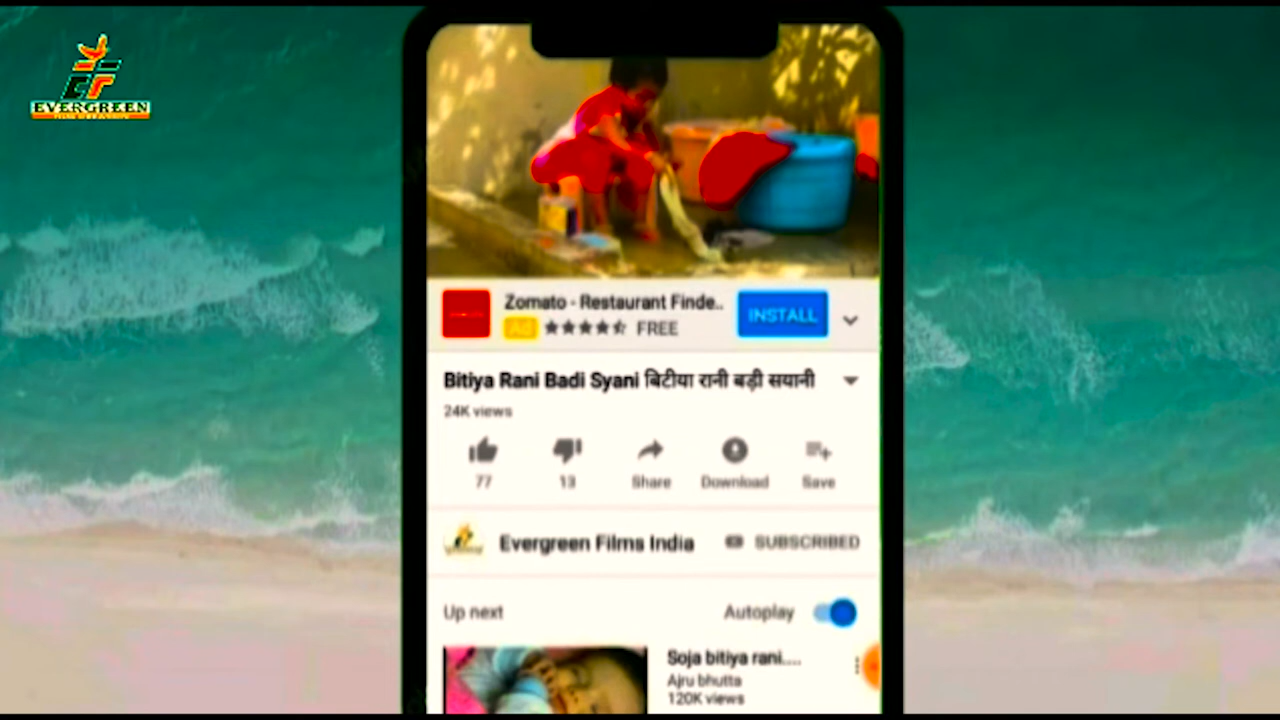 EVERGREEN
Zomato - Restaurant Finde..
Ad FREE
INSTALL
Bitiya Rani Badi Syani बिटीया रानी बड़ी सयानी
24K views
77
13
Share
Download
Save
Evergreen Films India
SUBSCRIBED
Up next
Autoplay
Soja bitiya rani....
Ajru bhutta
120K views